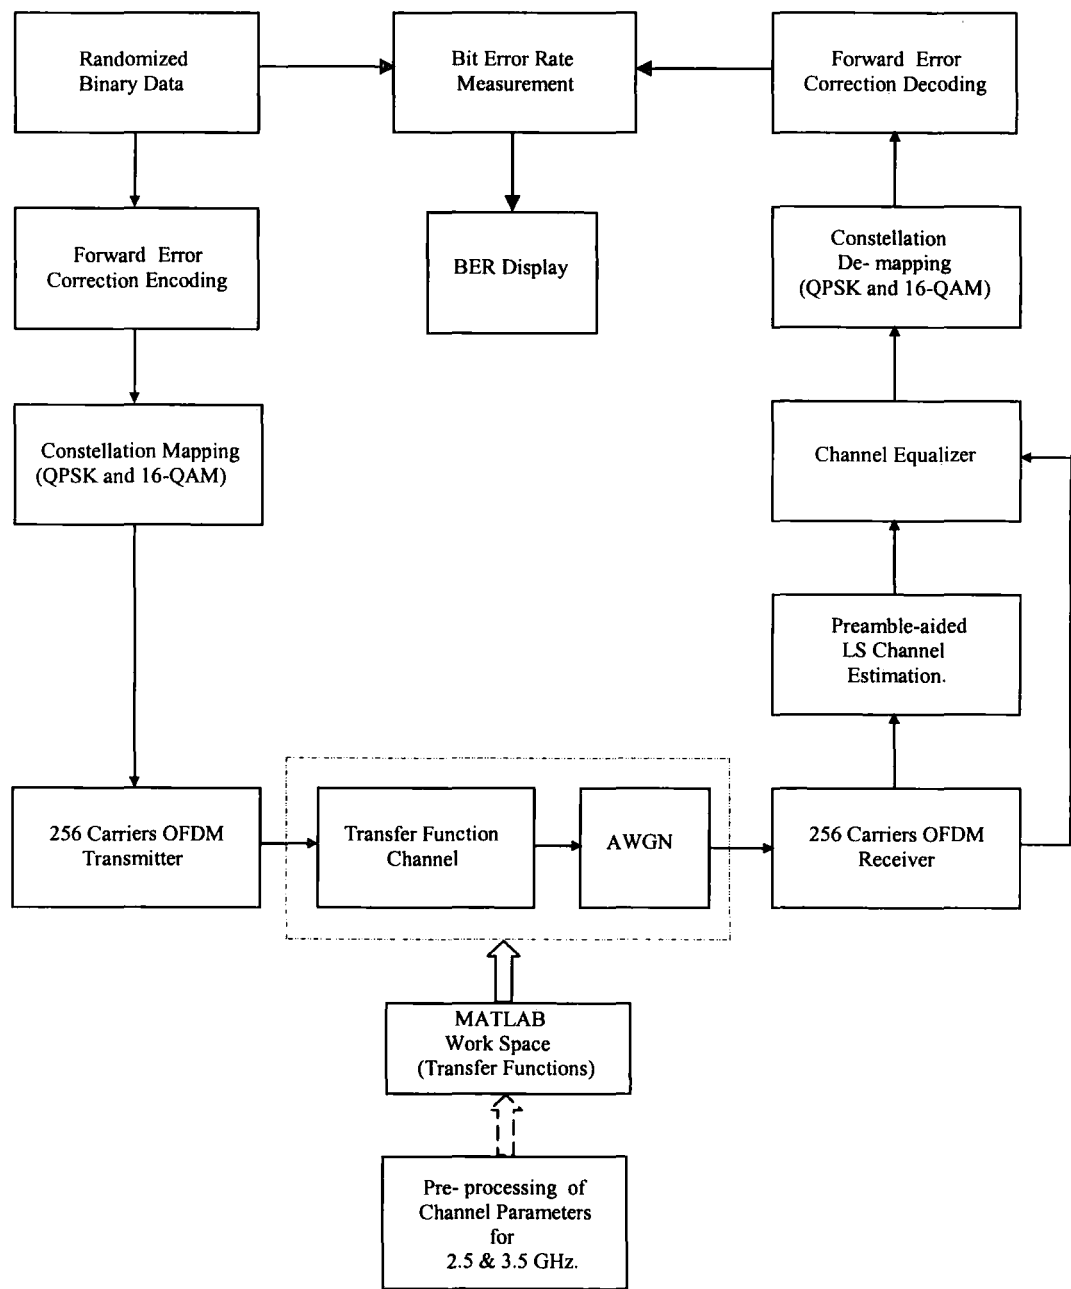 Randomized
Binary Data
Bit Error Rate
Measurement
Forward Error
Correction Decoding
Forward Error
Correction Encoding
BER Display
Constellation
De- mapping
(QPSK and 16-QAM)
Constellation Mapping
(QPSK and 16-QAM)
Channel Equalizer
Preamble-aided
LS Channel
Estimation.
256 Carriers OFDM
Transmitter
Transfer Function
Channel
AWGN
256 Carriers OFDM
Receiver
MATLAB
Work Space
(Transfer Functions)
Pre- processing of
Channel Parameters
for
2.5 & 3.5 GHz.